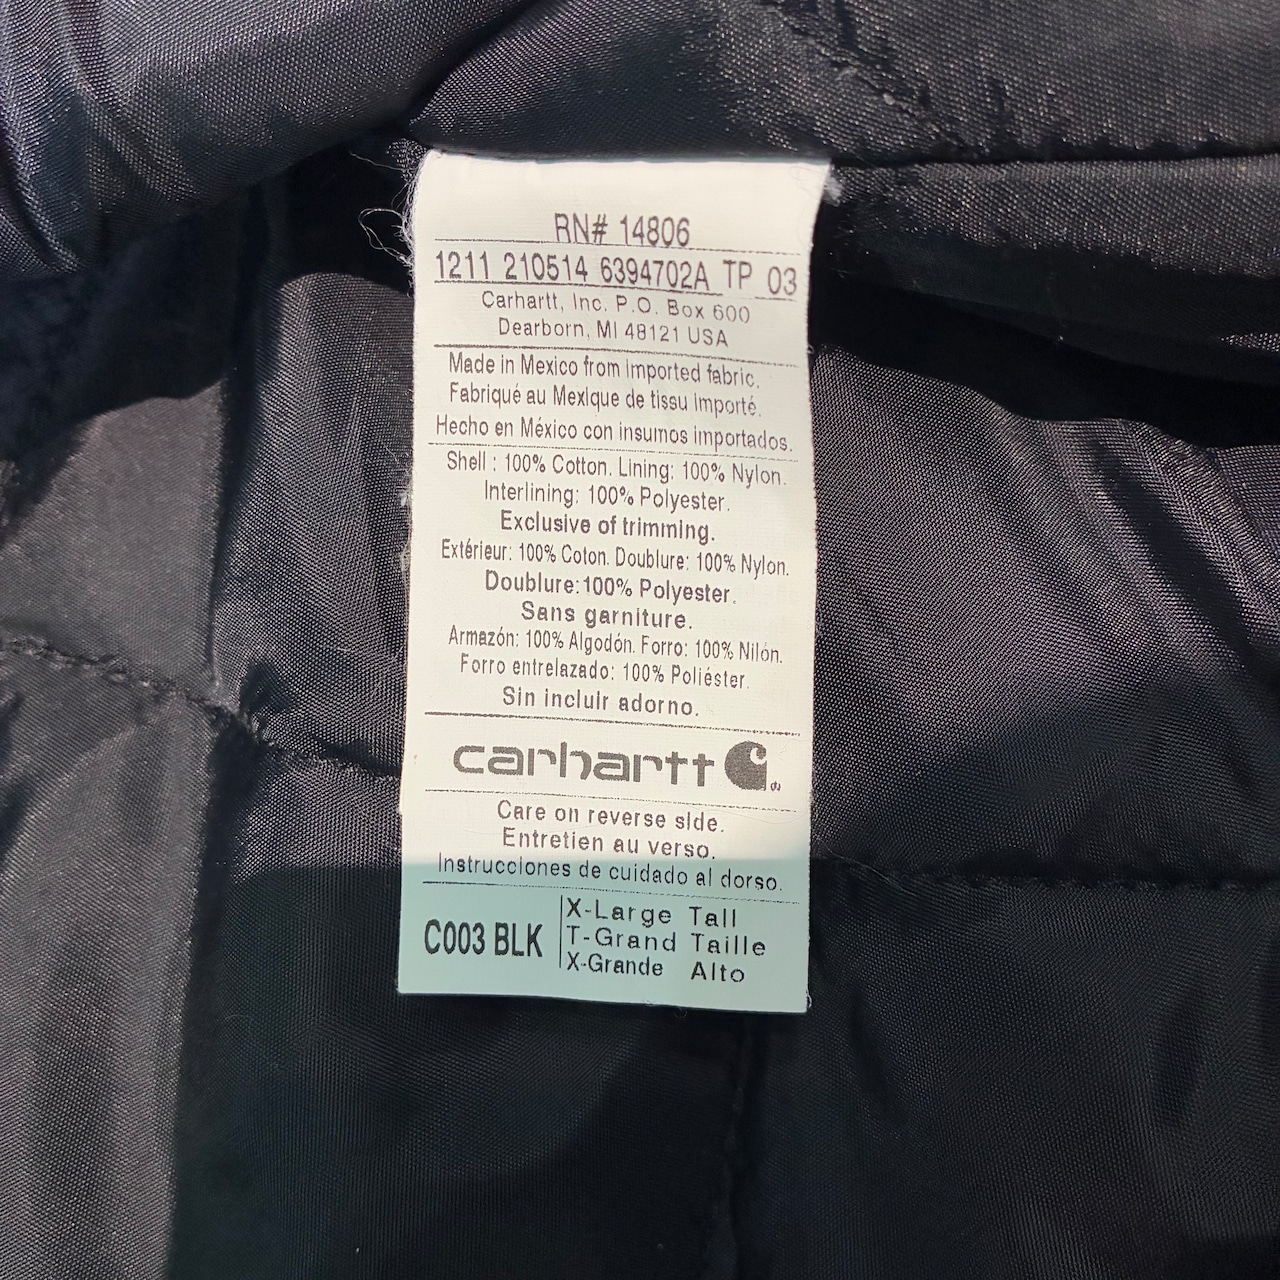 RN# 14806
1211 210514 6394702A TP 03
Carhartt, Inc. P.O. Box 600
Dearborn, MI 48121 USA
Made in Mexico from imported fabric.
Fabriqué au Mexique de tissu importé.
Hecho en México con insumos importados.
Shell : 100% Cotton. Lining: 100% Nylon.
Interlining: 100% Polyester.
Exclusive of trimming.
Extérieur: 100% Coton. Doublure: 100% Nylon.
Doublure:100% Polyester.
Sans garniture.
Armazón: 100% Algodón. Forro: 100% Nilón.
Forro entrelazado: 100% Poliéster.
Sin incluir adorno.
carhartt ®
Care on reverse side.
Entretien au verso.
Instrucciones de cuidado al dorso.
C003 BLK
X-Large Tall
T-Grand Taille
X-Grande Alto